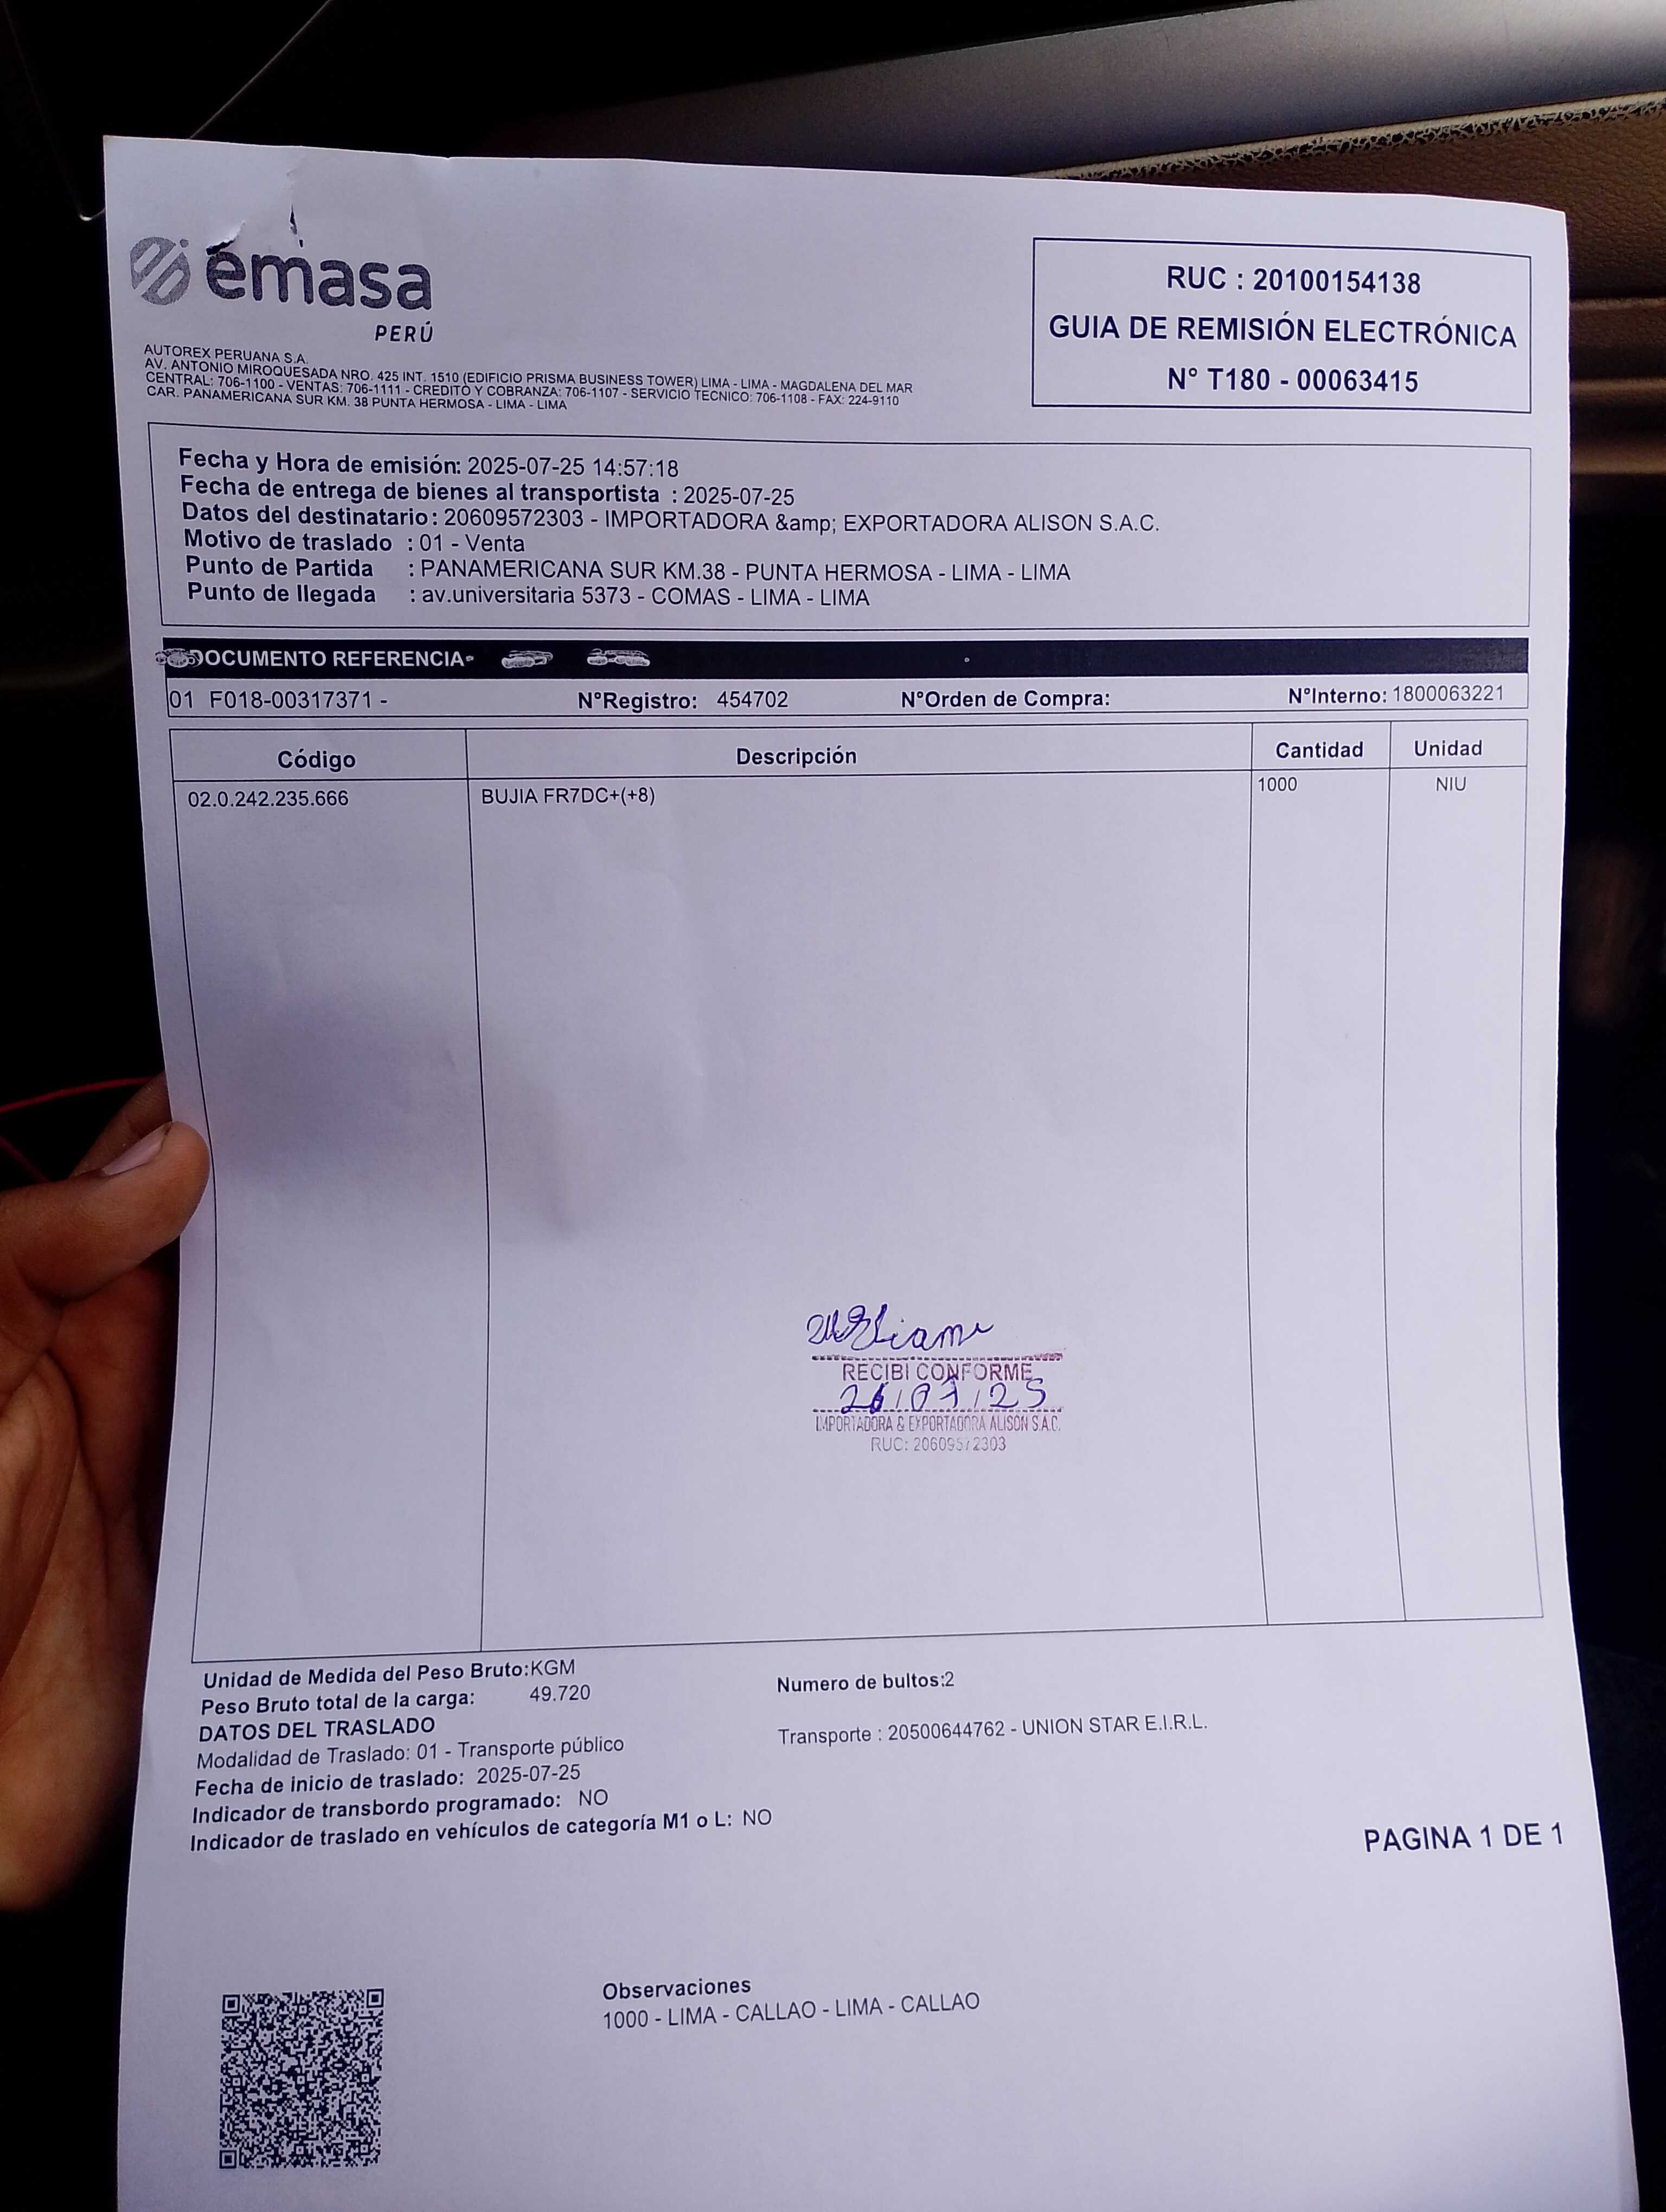 emasa
PERÚ
AUTOREX PERUANA S.A.
AV. ANTONIO MIROQUESADA NRO. 425 INT. 1510 (EDIFICIO PRISMA BUSINESS TOWER) LIMA - LIMA - MAGDALENA DEL MAR
CENTRAL: 706-1100 - VENTAS: 706-1111 - CREDITO Y COBRANZA: 706-1107 - SERVICIO TECNICO: 706-1108 - FAX: 224-9110
CAR. PANAMERICANA SUR KM. 38 PUNTA HERMOSA - LIMA - LIMA
RUC : 20100154138
GUIA DE REMISIÓN ELECTRÓNICA
N° T180 - 00063415
Fecha y Hora de emisión: 2025-07-25 14:57:18
Fecha de entrega de bienes al transportista : 2025-07-25
Datos del destinatario: 20609572303 - IMPORTADORA &amp; EXPORTADORA ALISON S.A.C.
Motivo de traslado : 01 - Venta
Punto de Partida : PANAMERICANA SUR KM.38 - PUNTA HERMOSA - LIMA - LIMA
Punto de llegada : av.universitaria 5373 - COMAS - LIMA - LIMA
DOCUMENTO REFERENCIA
01 F018-00317371 - N°Registro: 454702 N°Orden de Compra: N°Interno: 1800063221
Código Descripción Cantidad Unidad
02.0.242.235.666 BUJIA FR7DC+(+8) 1000 NIU
RECIBI CONFORME
26/07/25
IMPORTADORA & EXPORTADORA ALISON S.A.C.
RUC: 20609572303
Unidad de Medida del Peso Bruto:KGM
Numero de bultos:2
Peso Bruto total de la carga: 49.720
DATOS DEL TRASLADO
Transporte : 20500644762 - UNION STAR E.I.R.L.
Modalidad de Traslado: 01 - Transporte público
Fecha de inicio de traslado: 2025-07-25
Indicador de transbordo programado: NO
Indicador de traslado en vehículos de categoría M1 o L: NO
PAGINA 1 DE 1
Observaciones
1000 - LIMA - CALLAO - LIMA - CALLAO